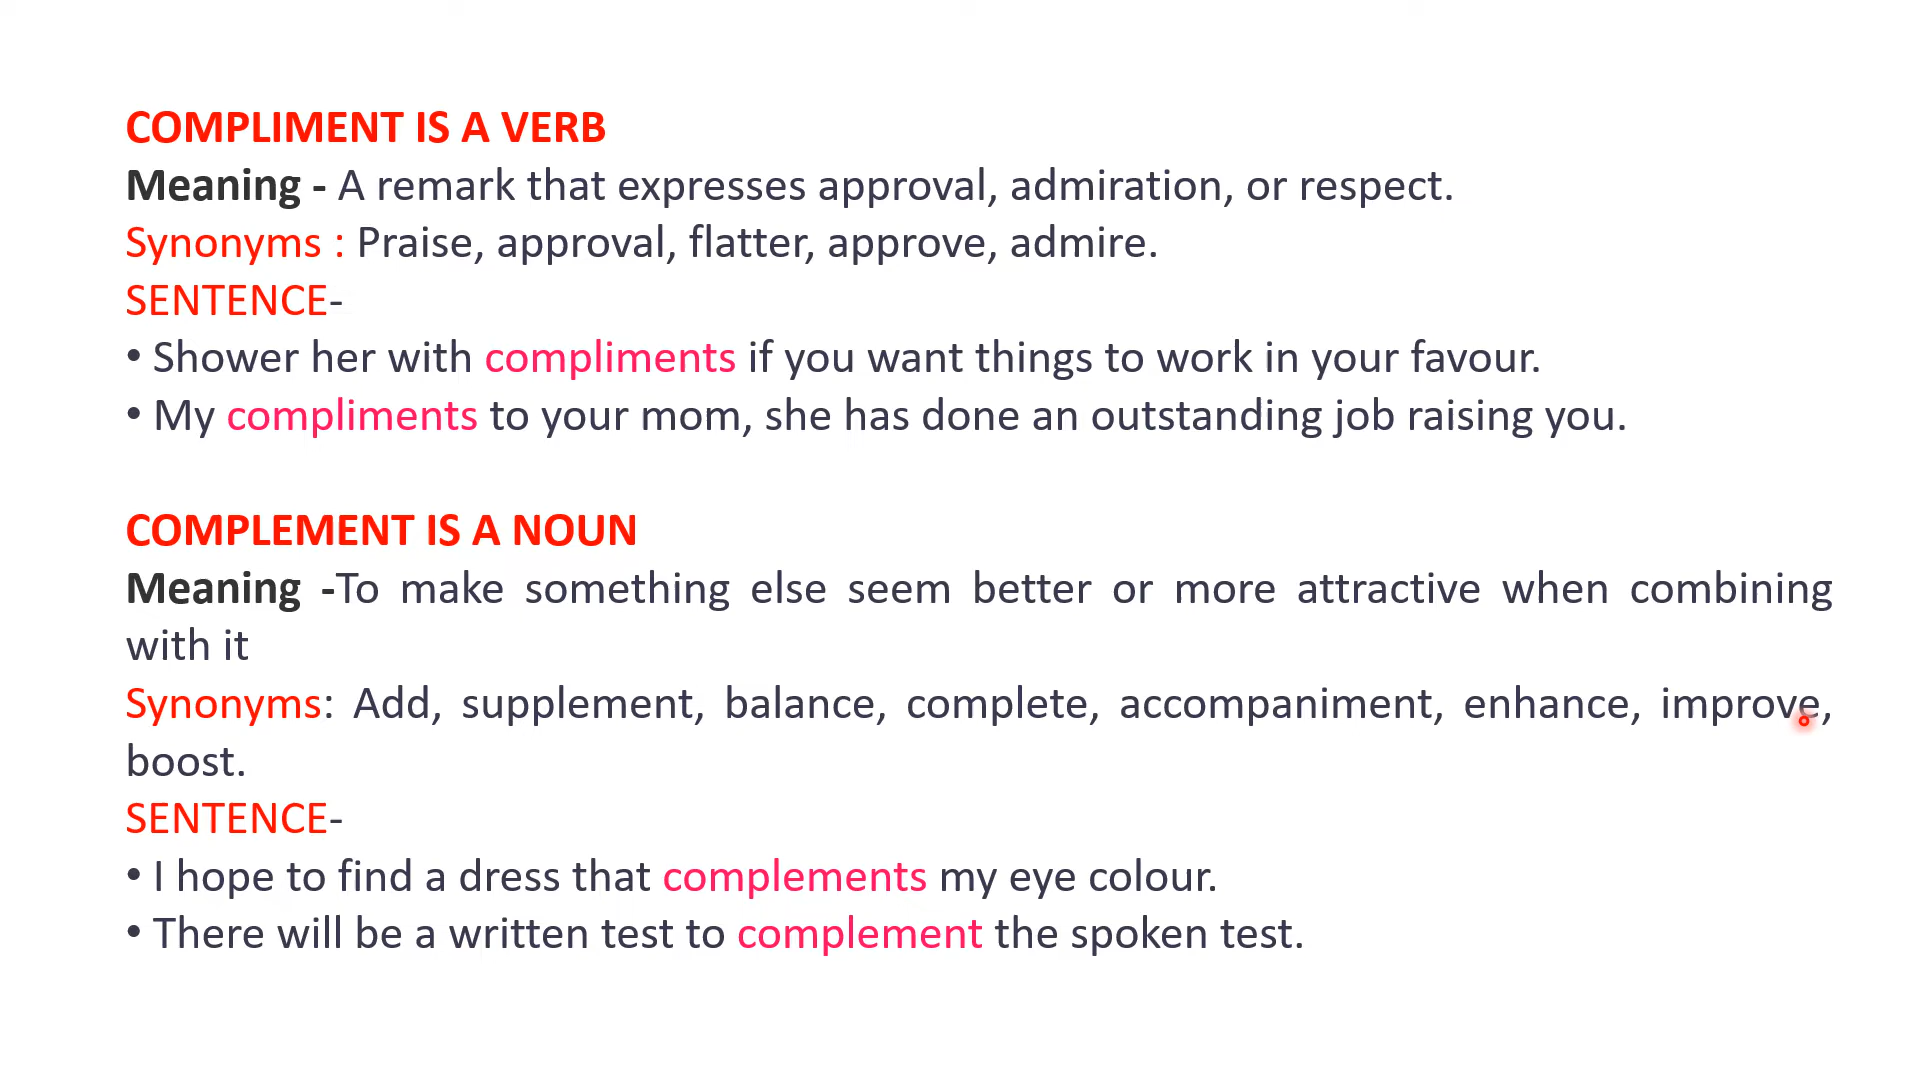 COMPLIMENT IS A VERB
Meaning - A remark that expresses approval, admiration, or respect.
Synonyms : Praise, approval, flatter, approve, admire.
SENTENCE-
• Shower her with compliments if you want things to work in your favour.
• My compliments to your mom, she has done an outstanding job raising you.
COMPLEMENT IS A NOUN
Meaning -To make something else seem better or more attractive when combining
with it
Synonyms: Add, supplement, balance, complete, accompaniment, enhance, improve,
boost.
SENTENCE-
• I hope to find a dress that complements my eye colour.
• There will be a written test to complement the spoken test.